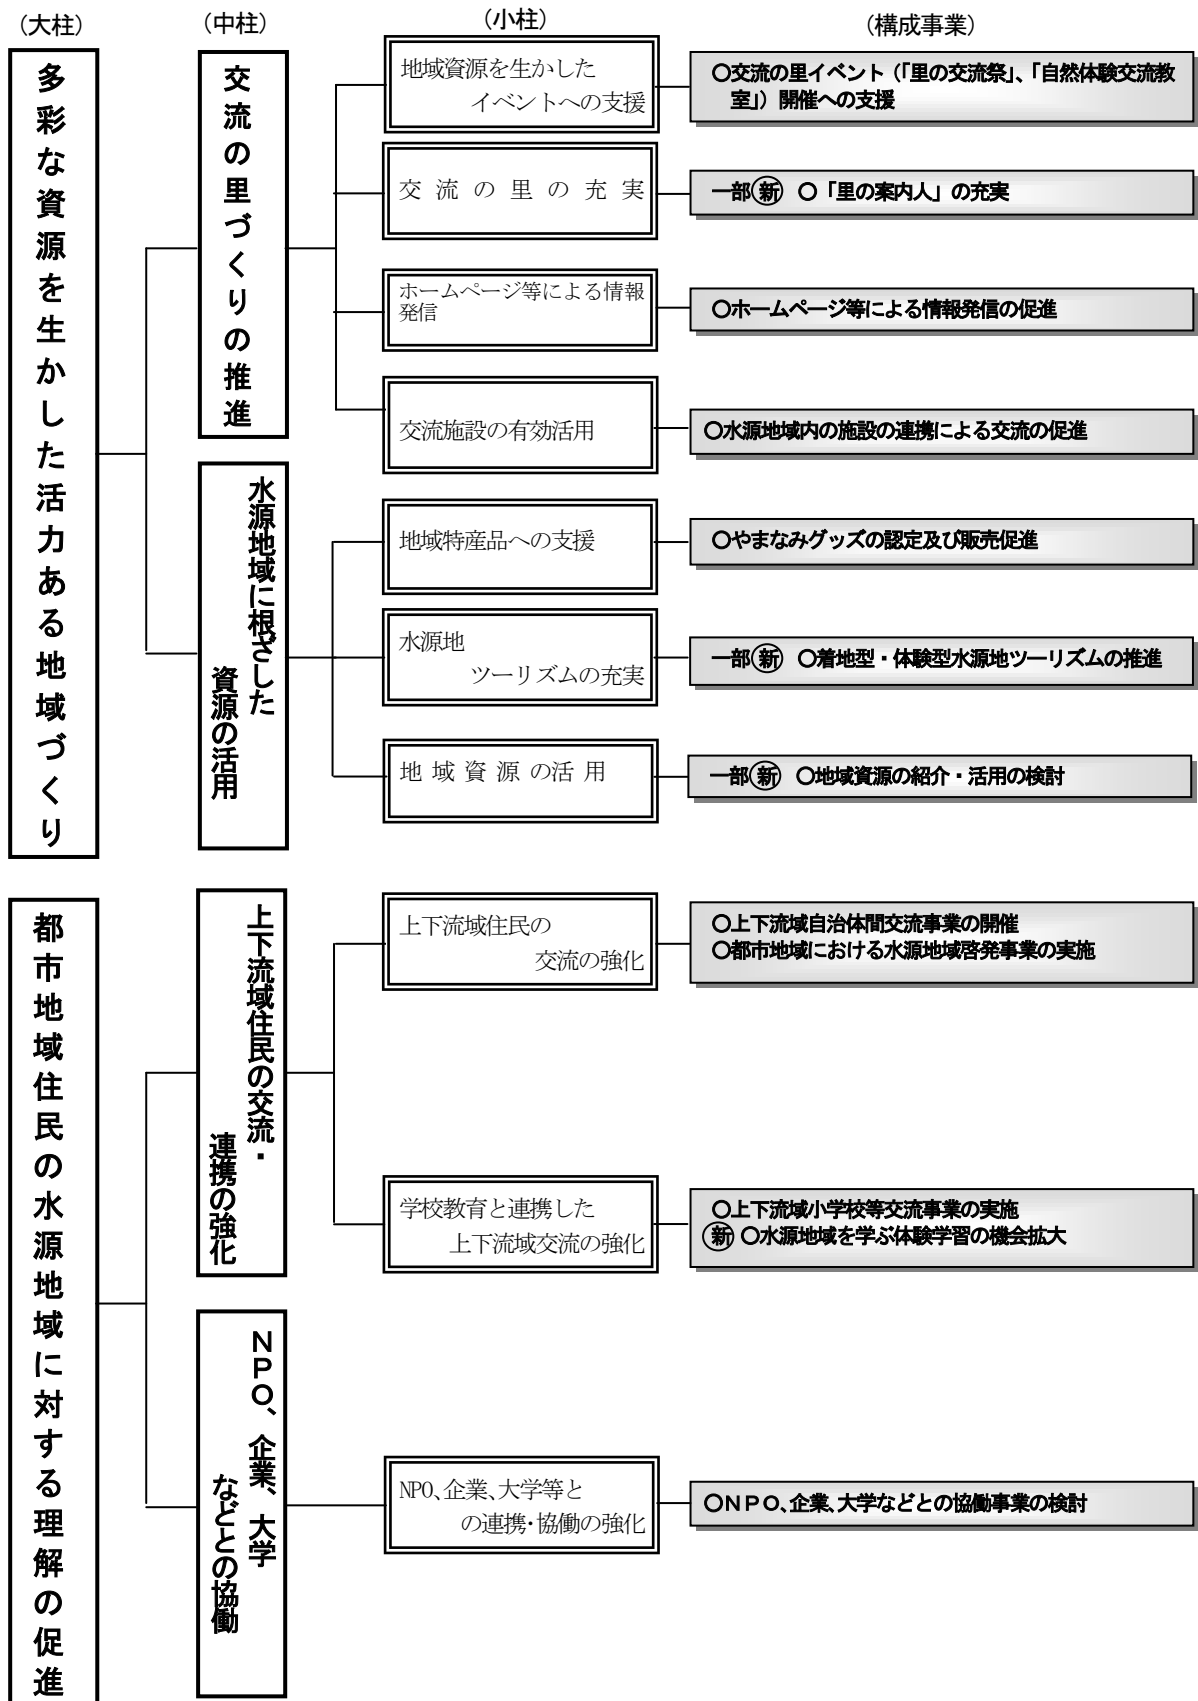 （大柱）
（中柱）
（小柱）
（構成事業）
多彩な資源を生かした活力ある地域づくり
交流の里づくりの推進
地域資源を生かした
イベントへの支援
○交流の里イベント（「里の交流祭」、「自然体験交流教
室」）開催への支援
交流の里の充実
一部㊟新 ○「里の案内人」の充実
ホームページ等による情報
発信
○ホームページ等による情報発信の促進
交流施設の有効活用
○水源地域内の施設の連携による交流の促進
水源地域に根ざした
資源の活用
地域特産品への支援
○やまなみグッズの認定及び販売促進
水源地
ツーリズムの充実
一部新 ○着地型・体験型水源地ツーリズムの推進
地域資源の活用
一部新 ○地域資源の紹介・活用の検討
都市地域住民の水源地域に対する理解の促進
上下流域住民の交流・
連携の強化
上下流域住民の
交流の強化
○上下流域自治体間交流事業の開催
○都市地域における水源地域啓発事業の実施
学校教育と連携した
上下流域交流の強化
○上下流域小学校等交流事業の実施
新 ○水源地域を学ぶ体験学習の機会拡大
ＮＰＯ、企業、大学
などとの協働
NPO、企業、大学等と
の連携・協働の強化
○ＮＰＯ、企業、大学などとの協働事業の検討